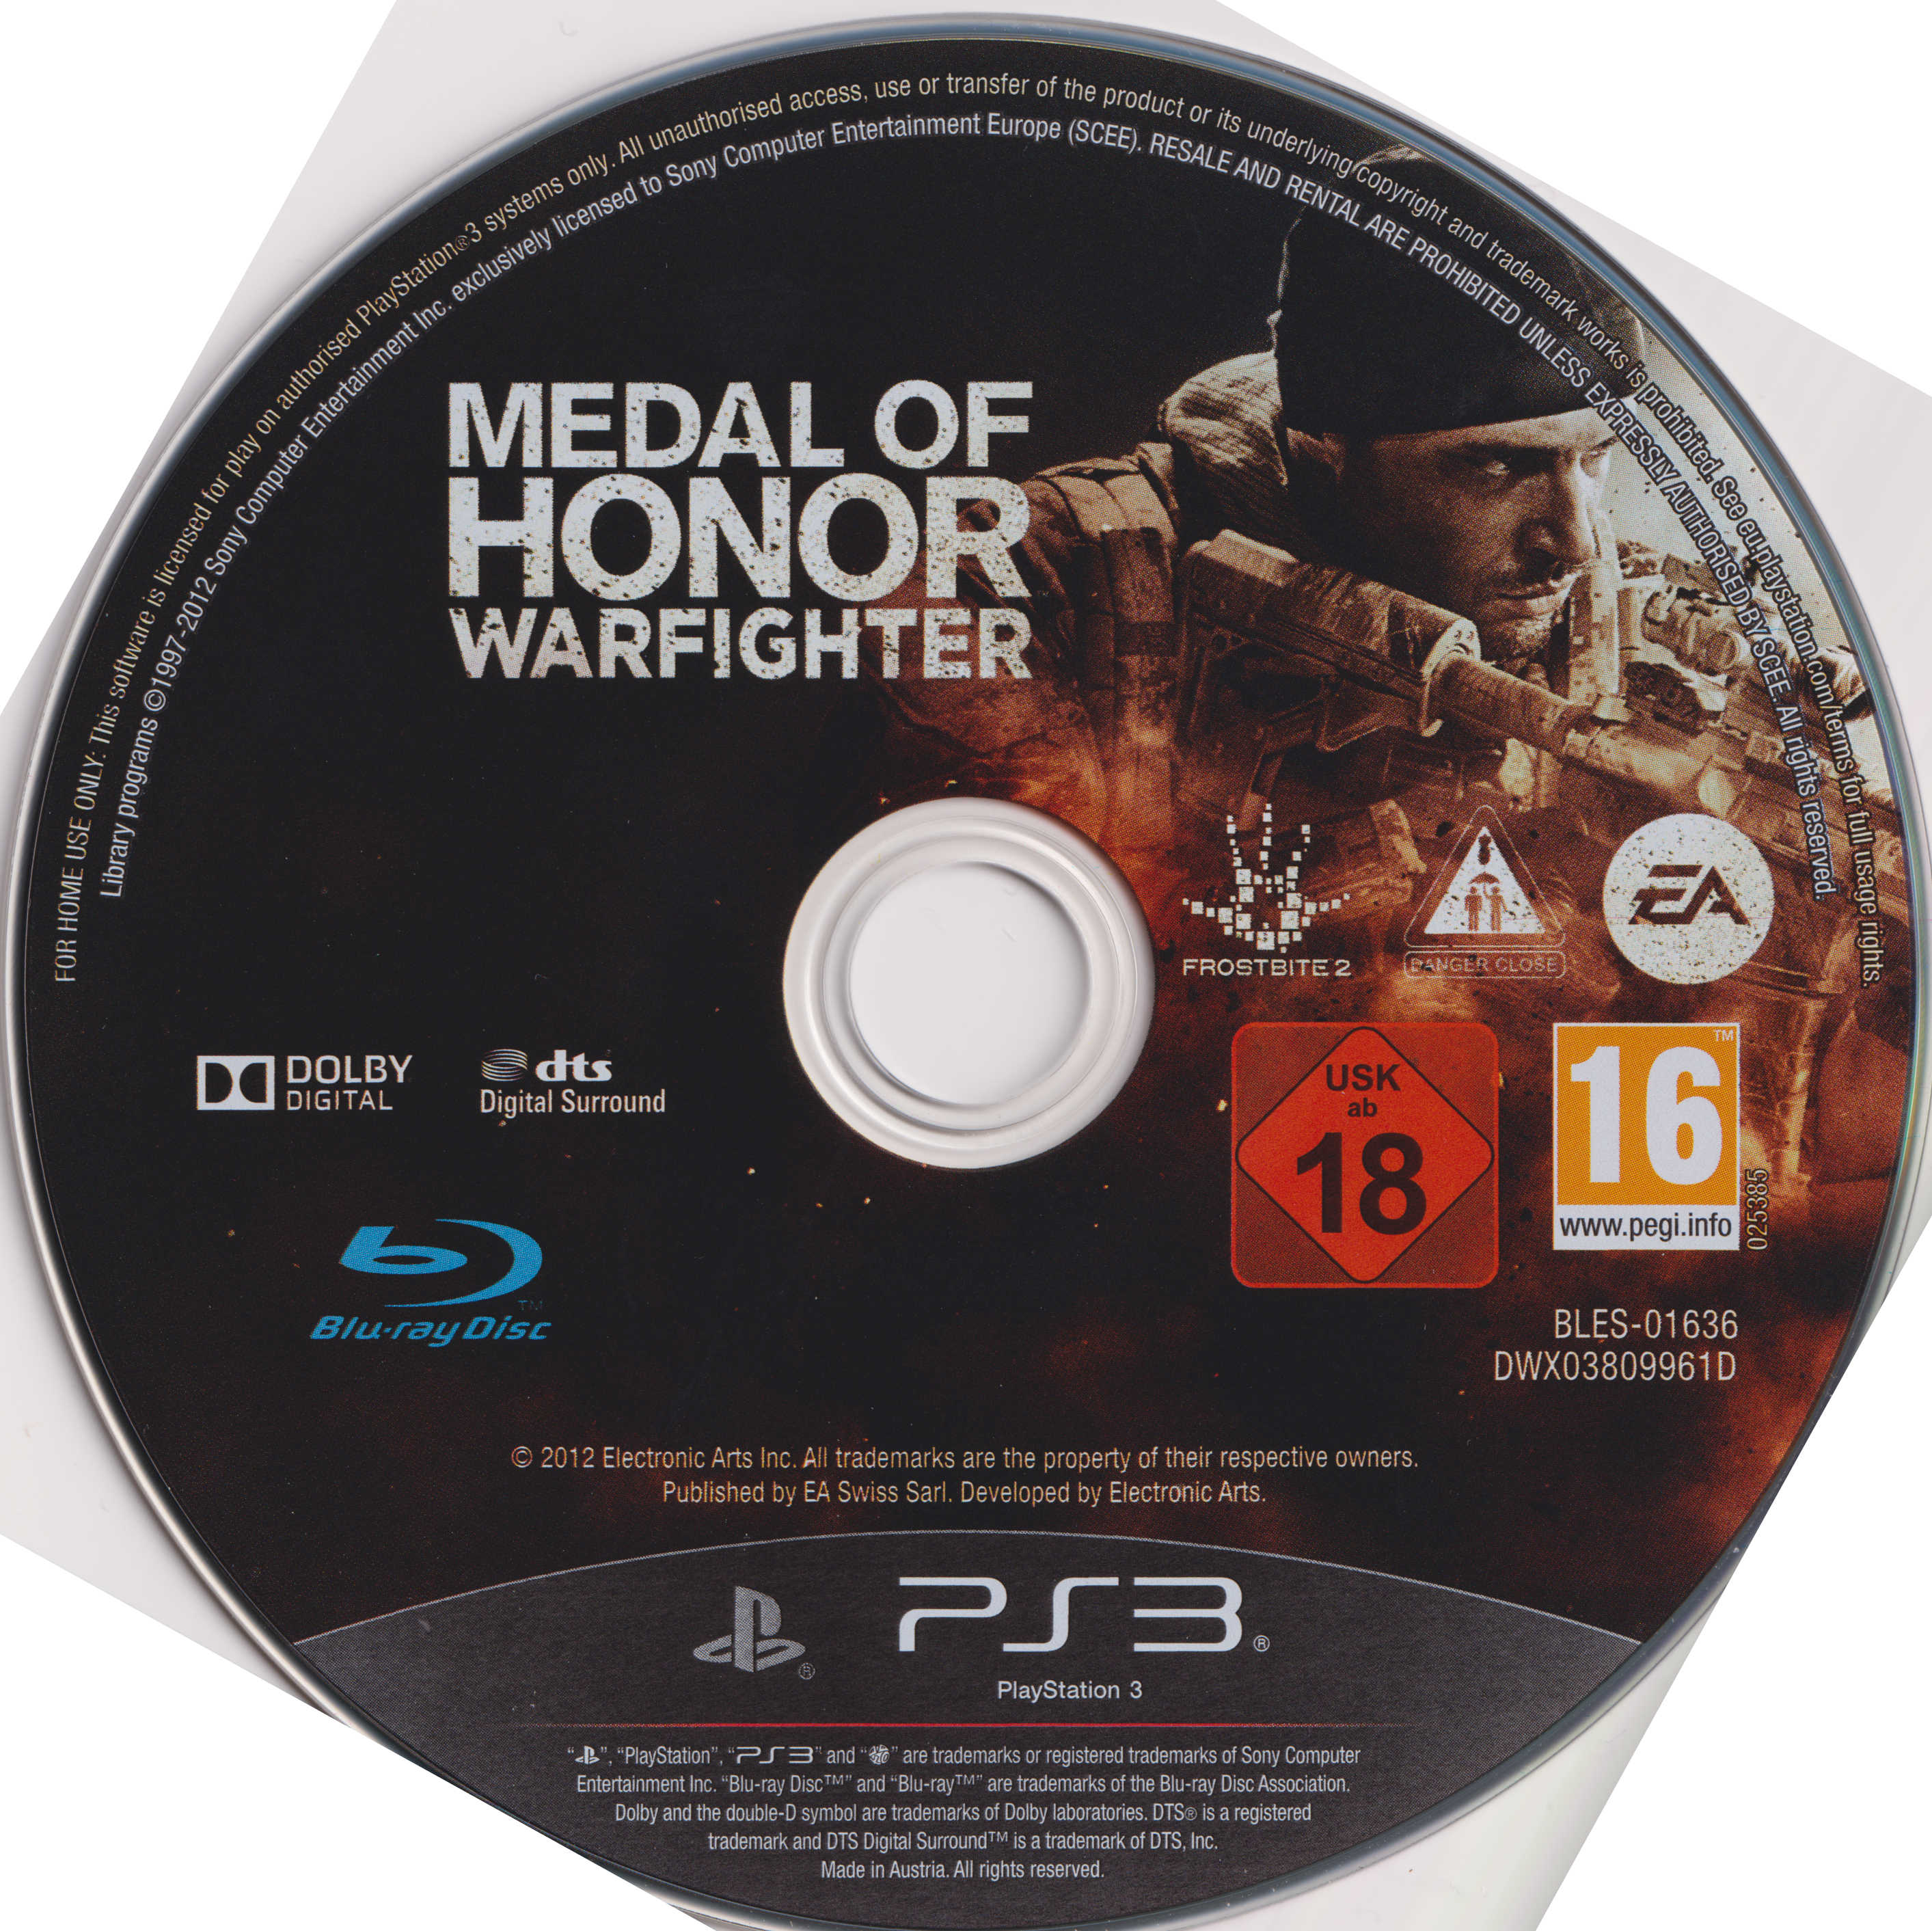 FOR HOME USE ONLY: This software is licensed for play on authorised PlayStation®3 systems only. All unauthorised access, use or transfer of the product or its underlying copyright and trademark works is prohibited. See eu.playstation.com/terms for full usage rights.
Library programs ©1997-2012 Sony Computer Entertainment Inc. exclusively licensed to Sony Computer Entertainment Europe (SCEE). RESALE AND RENTAL ARE PROHIBITED UNLESS EXPRESSLY AUTHORISED BY SCEE. All rights reserved.
MEDAL OF
HONOR
WARFIGHTER
FROSTBITE 2
DANGER CLOSE
EA
DOLBY
DIGITAL
dts
Digital Surround
USK
ab
18
16™
www.pegi.info
025385
Blu-ray Disc™
BLES-01636
DWX03809961D
© 2012 Electronic Arts Inc. All trademarks are the property of their respective owners.
Published by EA Swiss Sarl. Developed by Electronic Arts.
PS3®
PlayStation 3
“ ”, “PlayStation”, “PS3” and “ ” are trademarks or registered trademarks of Sony Computer
Entertainment Inc. “Blu-ray Disc™” and “Blu-ray™” are trademarks of the Blu-ray Disc Association.
Dolby and the double-D symbol are trademarks of Dolby laboratories. DTS® is a registered
trademark and DTS Digital Surround™ is a trademark of DTS, Inc.
Made in Austria. All rights reserved.